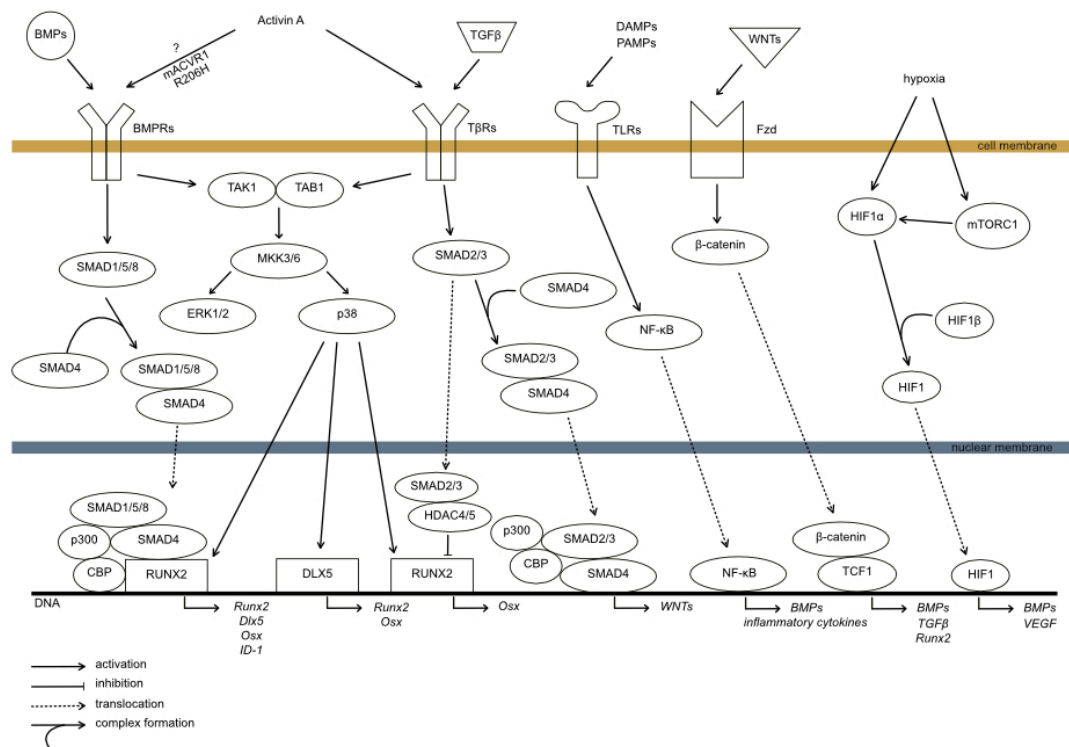 BMPs
Activin A
?
mACVR1
R206H
TGFβ
DAMPs
PAMPs
WNTs
hypoxia
BMPRs
TβRs
TLRs
Fzd
cell membrane
TAK1
TAB1
HIF1α
mTORC1
SMAD1/5/8
MKK3/6
SMAD2/3
β-catenin
ERK1/2
p38
SMAD4
NF-κB
HIF1β
SMAD4
SMAD1/5/8
SMAD4
SMAD2/3
SMAD4
HIF1
nuclear membrane
SMAD1/5/8
p300
SMAD4
CBP
RUNX2
DLX5
SMAD2/3
HDAC4/5
RUNX2
p300
SMAD2/3
CBP
SMAD4
NF-κB
β-catenin
TCF1
HIF1
DNA
Runx2
Dlx5
Osx
ID-1
Runx2
Osx
Osx
WNTs
BMPs
inflammatory cytokines
BMPs
TGFβ
Runx2
BMPs
VEGF
activation
inhibition
translocation
complex formation